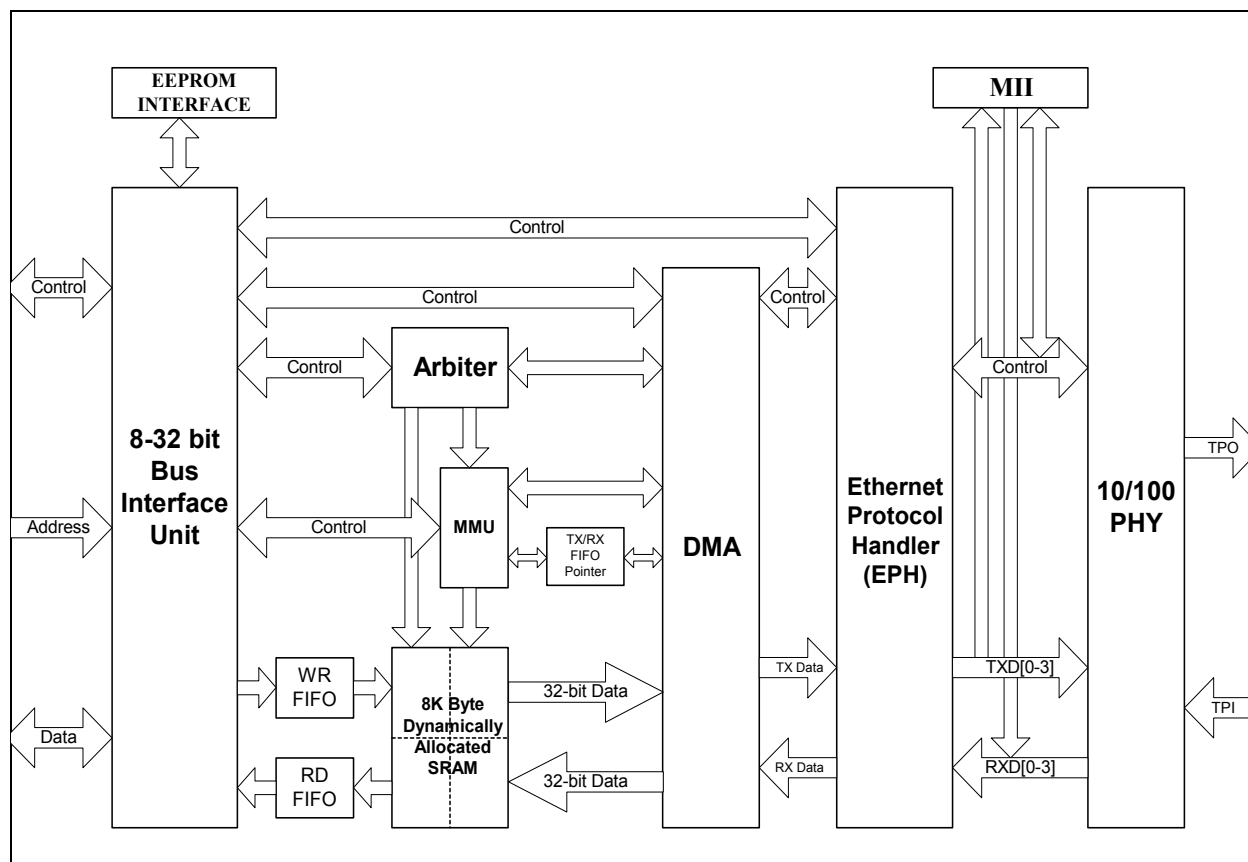 EEPROM
INTERFACE
MII
Control
Control
Control
Control
Control
Arbiter
Control
8-32 bit
Bus
Interface
Unit
Address
Control
MMU
TX/RX
FIFO
Pointer
DMA
Ethernet
Protocol
Handler
(EPH)
10/100
PHY
TPO
WR
FIFO
8K Byte
Dynamically
Allocated
SRAM
32-bit Data
TX Data
TXD[0-3]
TPI
Data
RD
FIFO
32-bit Data
RX Data
RXD[0-3]